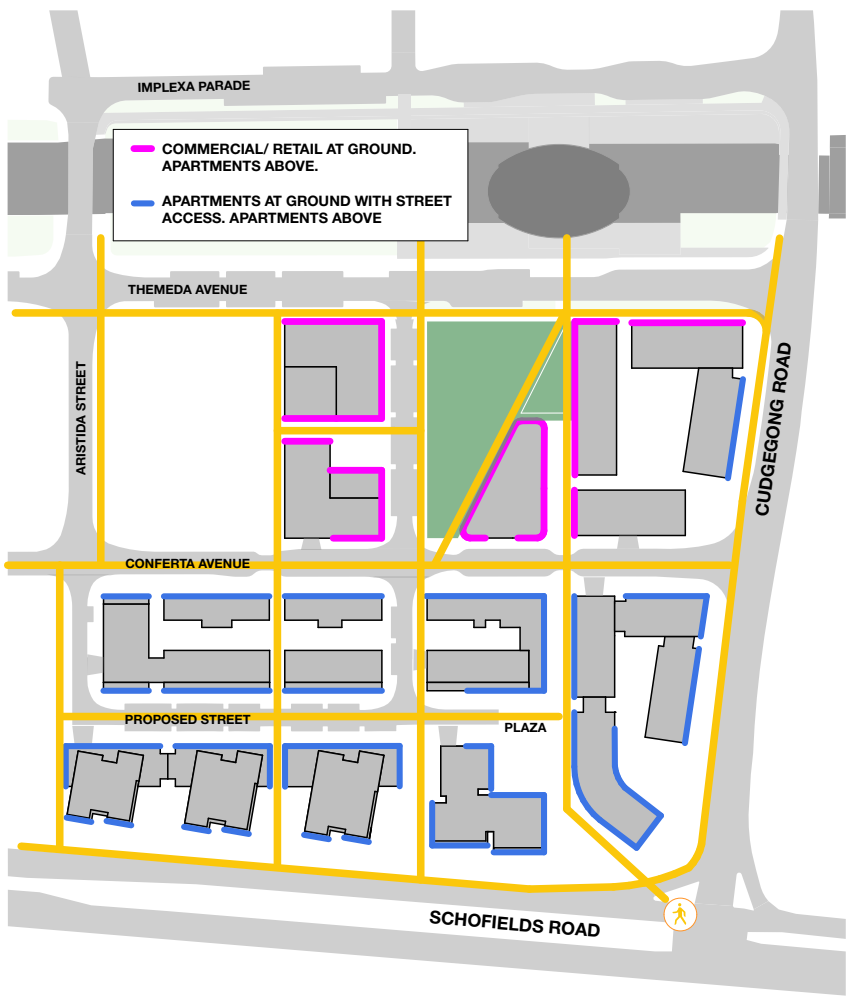 IMPLEXA PARADE
COMMERCIAL/ RETAIL AT GROUND.
APARTMENTS ABOVE.
APARTMENTS AT GROUND WITH STREET
ACCESS. APARTMENTS ABOVE
THEMEDA AVENUE
ARISTIDA STREET
CUDGEGONG ROAD
CONFERTA AVENUE
PROPOSED STREET
PLAZA
SCHOFIELDS ROAD